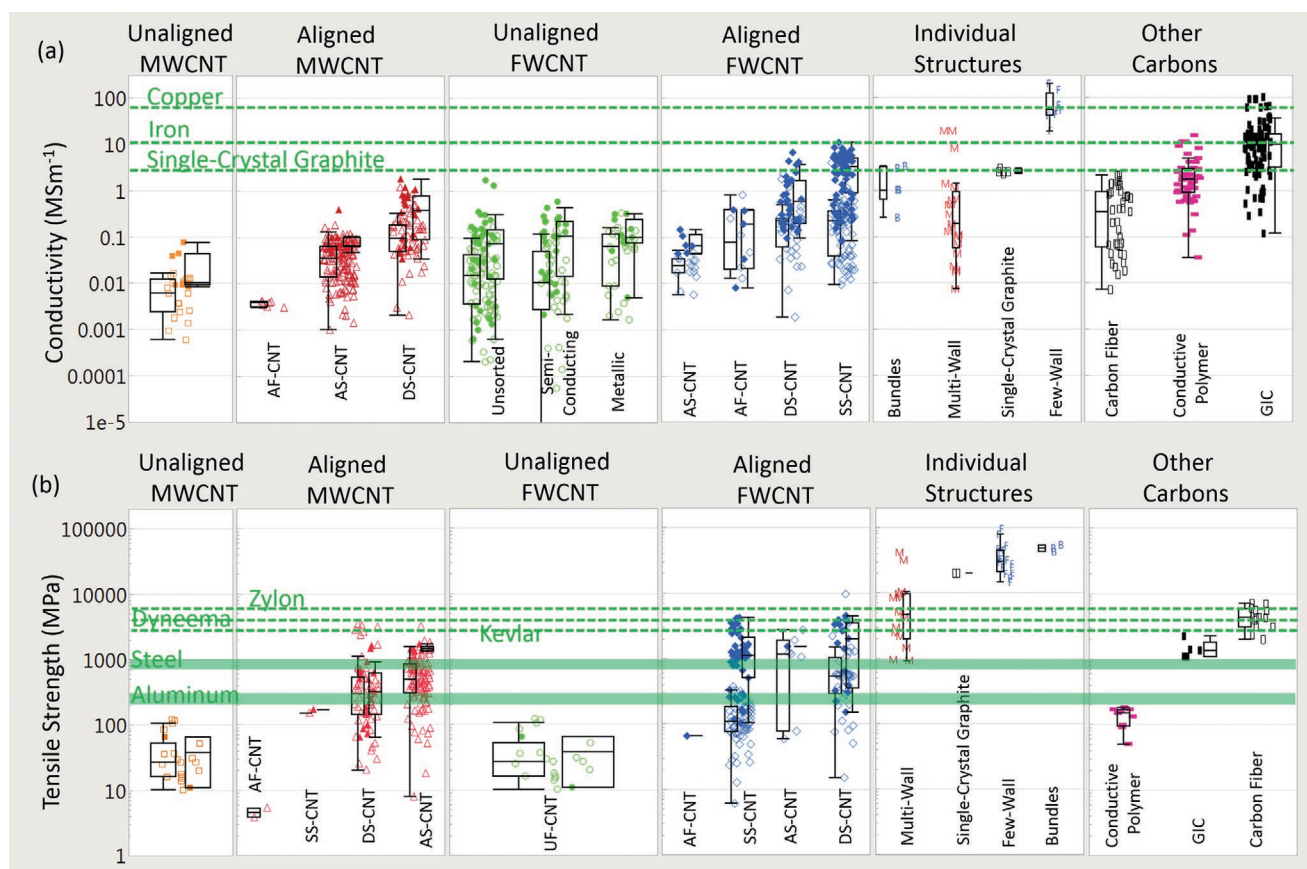 (a)
Unaligned
MWCNT
Aligned
MWCNT
Unaligned
FWCNT
Aligned
FWCNT
Individual
Structures
Other
Carbons
Conductivity (MSm⁻¹)
100
10
1
0.1
0.01
0.001
0.0001
1e-5
Copper
Iron
Single-Crystal Graphite
AF-CNT
AS-CNT
DS-CNT
Unsorted
Semi-
Conducting
Metallic
AS-CNT
AF-CNT
DS-CNT
SS-CNT
Bundles
Multi-Wall
Single-Crystal Graphite
Few-Wall
Carbon Fiber
Conductive
Polymer
GIC
(b)
Unaligned
MWCNT
Aligned
MWCNT
Unaligned
FWCNT
Aligned
FWCNT
Individual
Structures
Other
Carbons
Tensile Strength (MPa)
100000
10000
1000
100
10
1
Zylon
Dyneema
Kevlar
Steel
Aluminum
AF-CNT
SS-CNT
DS-CNT
AS-CNT
UF-CNT
AF-CNT
SS-CNT
AS-CNT
DS-CNT
Multi-Wall
Single-Crystal Graphite
Few-Wall
Bundles
Conductive
Polymer
GIC
Carbon Fiber